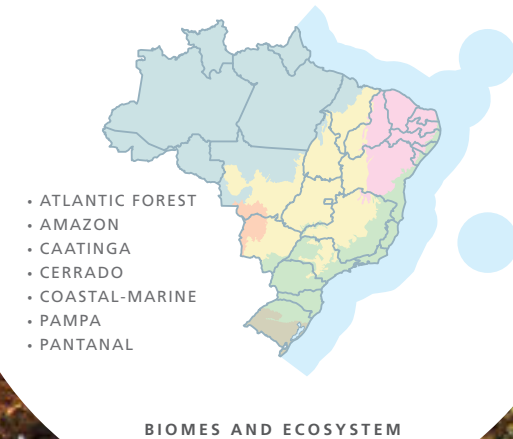 • ATLANTIC FOREST
• AMAZON
• CAATINGA
• CERRADO
• COASTAL-MARINE
• PAMPA
• PANTANAL
BIOMES AND ECOSYSTEM